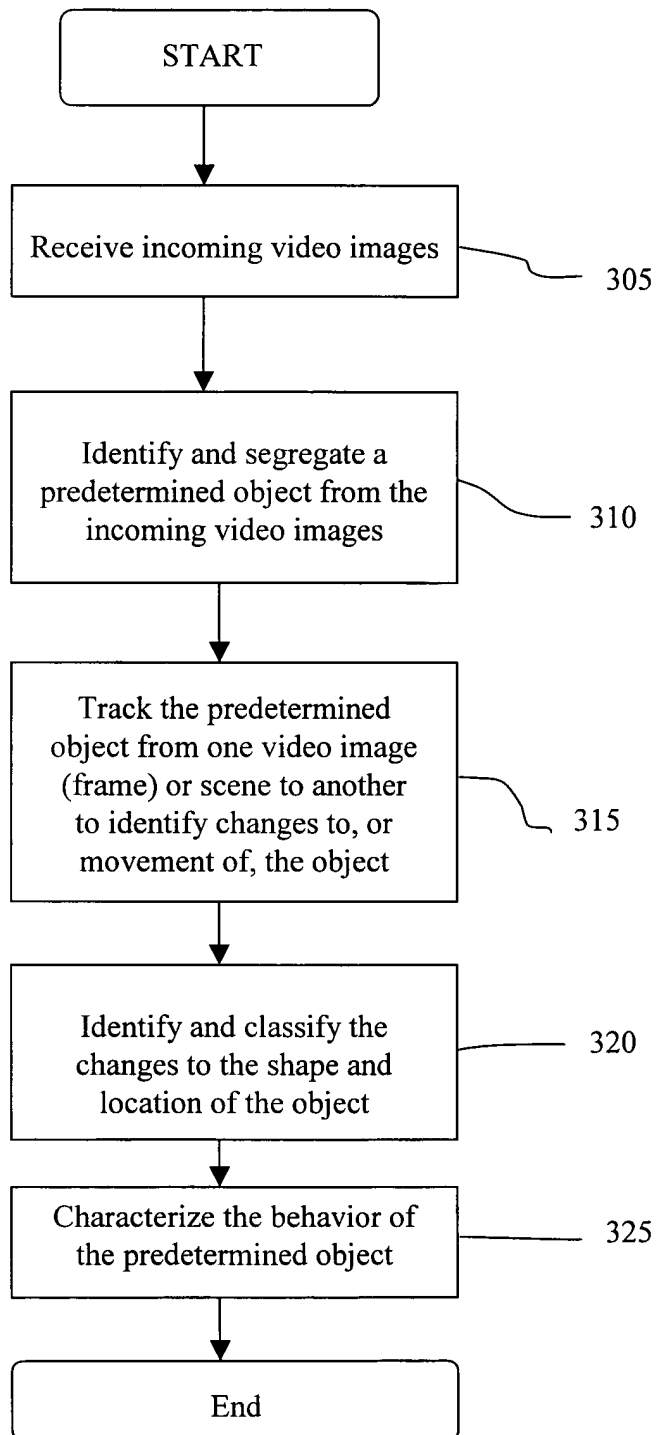 START
Receive incoming video images
305
Identify and segregate a
predetermined object from the
incoming video images
310
Track the predetermined
object from one video image
(frame) or scene to another
to identify changes to, or
movement of, the object
315
Identify and classify the
changes to the shape and
location of the object
320
Characterize the behavior of
the predetermined object
325
End